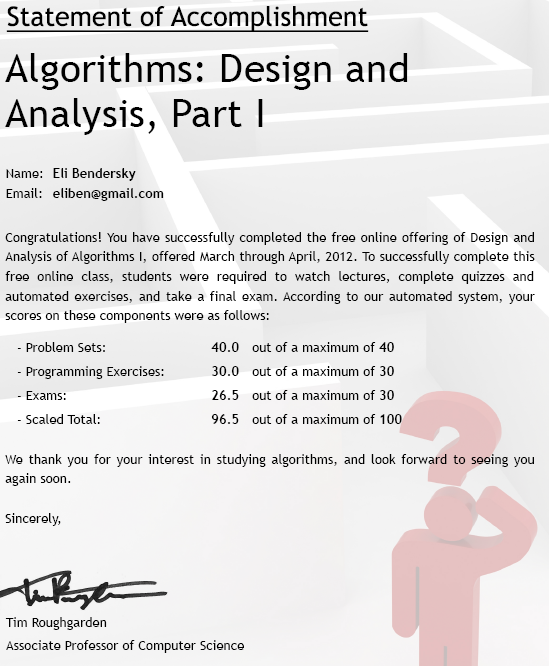 Statement of Accomplishment
Algorithms: Design and
Analysis, Part I
Name: Eli Bendersky
Email: eliben@gmail.com
Congratulations! You have successfully completed the free online offering of Design and
Analysis of Algorithms I, offered March through April, 2012. To successfully complete this
free online class, students were required to watch lectures, complete quizzes and
automated exercises, and take a final exam. According to our automated system, your
scores on these components were as follows:
- Problem Sets: 40.0 out of a maximum of 40
- Programming Exercises: 30.0 out of a maximum of 30
- Exams: 26.5 out of a maximum of 30
- Scaled Total: 96.5 out of a maximum of 100
We thank you for your interest in studying algorithms, and look forward to seeing you
again soon.
Sincerely,
Tim Roughgarden
Associate Professor of Computer Science